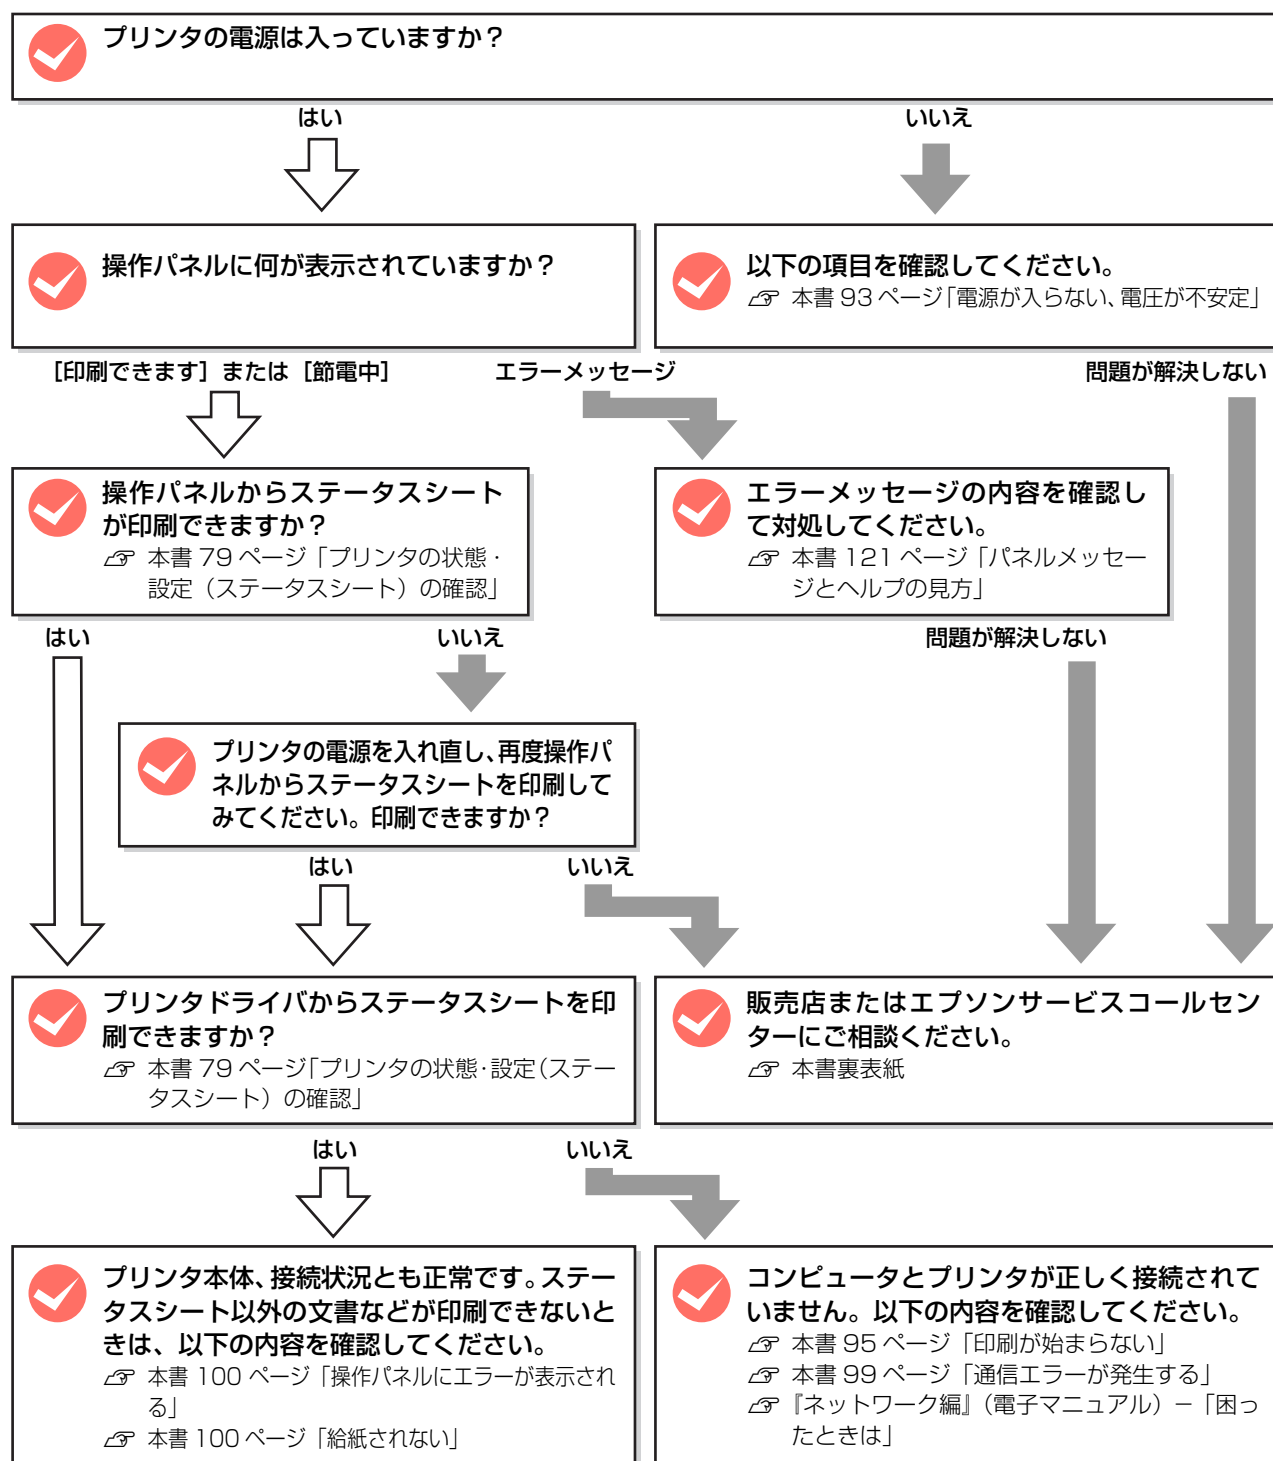 プリンタの電源は入っていますか？
はい
いいえ
操作パネルに何が表示されていますか？
以下の項目を確認してください。
本書 93 ページ「電源が入らない、電圧が不安定」
［印刷できます］または［節電中］
エラーメッセージ
問題が解決しない
操作パネルからステータスシート
が印刷できますか？
本書 79 ページ「プリンタの状態・
設定（ステータスシート）の確認」
エラーメッセージの内容を確認し
て対処してください。
本書 121 ページ「パネルメッセー
ジとヘルプの見方」
はい
いいえ
問題が解決しない
プリンタの電源を入れ直し、再度操作パ
ネルからステータスシートを印刷して
みてください。印刷できますか？
はい
いいえ
プリンタドライバからステータスシートを印
刷できますか？
本書 79 ページ「プリンタの状態・設定（ステー
タスシート）の確認」
販売店またはエプソンサービスコールセン
ターにご相談ください。
本書裏表紙
はい
いいえ
プリンタ本体、接続状況とも正常です。ステー
タスシート以外の文書などが印刷できないと
きは、以下の内容を確認してください。
本書 100 ページ「操作パネルにエラーが表示され
る」
本書 100 ページ「給紙されない」
コンピュータとプリンタが正しく接続されて
いません。以下の内容を確認してください。
本書 95 ページ「印刷が始まらない」
本書 99 ページ「通信エラーが発生する」
『ネットワーク編』（電子マニュアル）－「困っ
たときは」